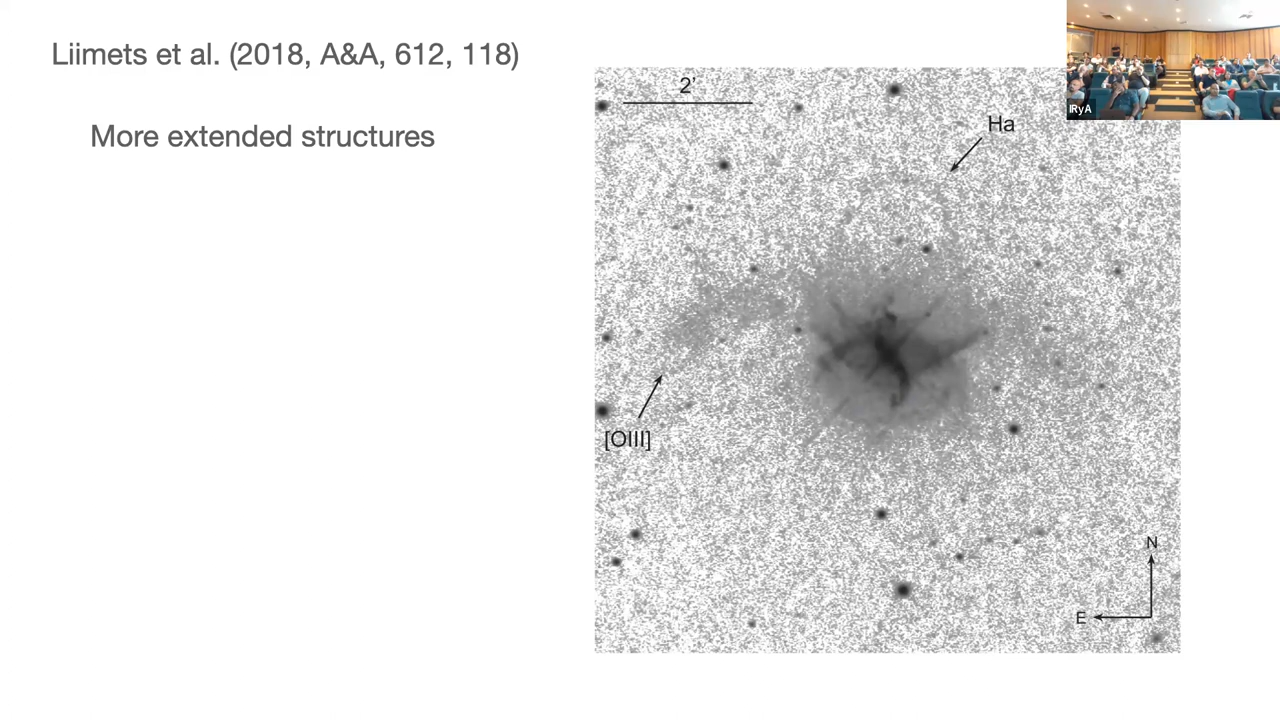 Liimets et al. (2018, A&A, 612, 118)
More extended structures
2'
Ha
[OIII]
N
E
IRyA